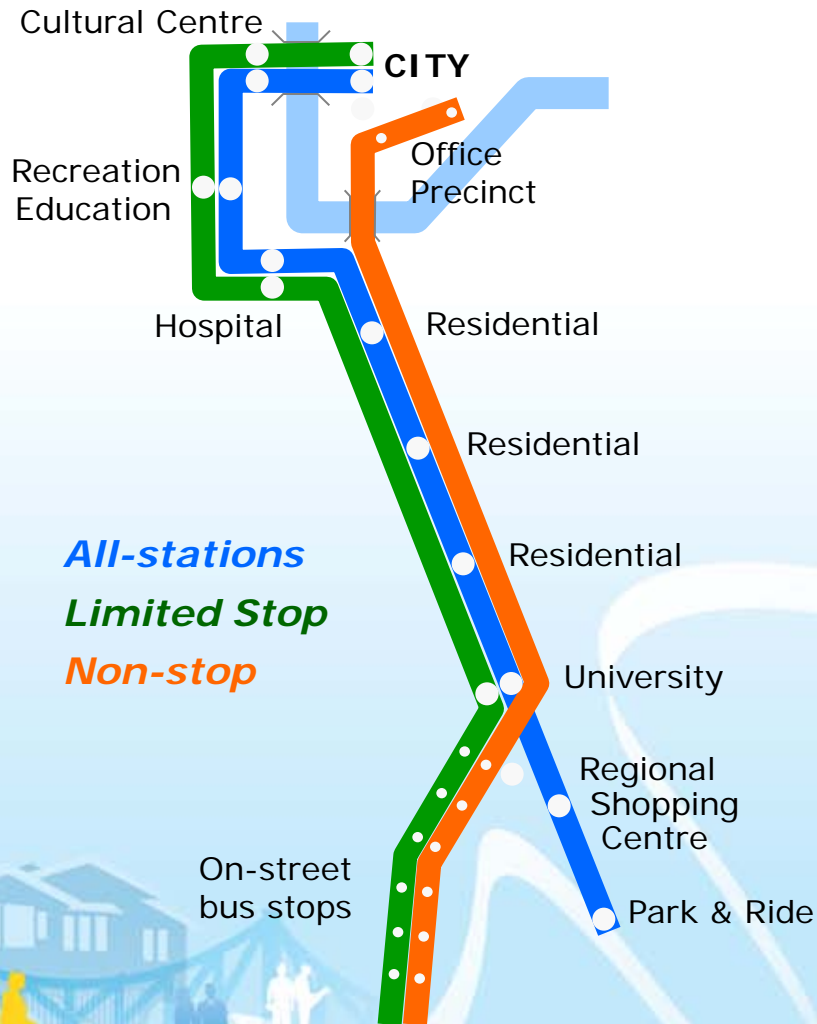 Cultural Centre
CITY
Office
Precinct
Recreation
Education
Hospital
Residential
Residential
All-stations
Residential
Limited Stop
Non-stop
University
Regional
Shopping
Centre
On-street
bus stops
Park & Ride